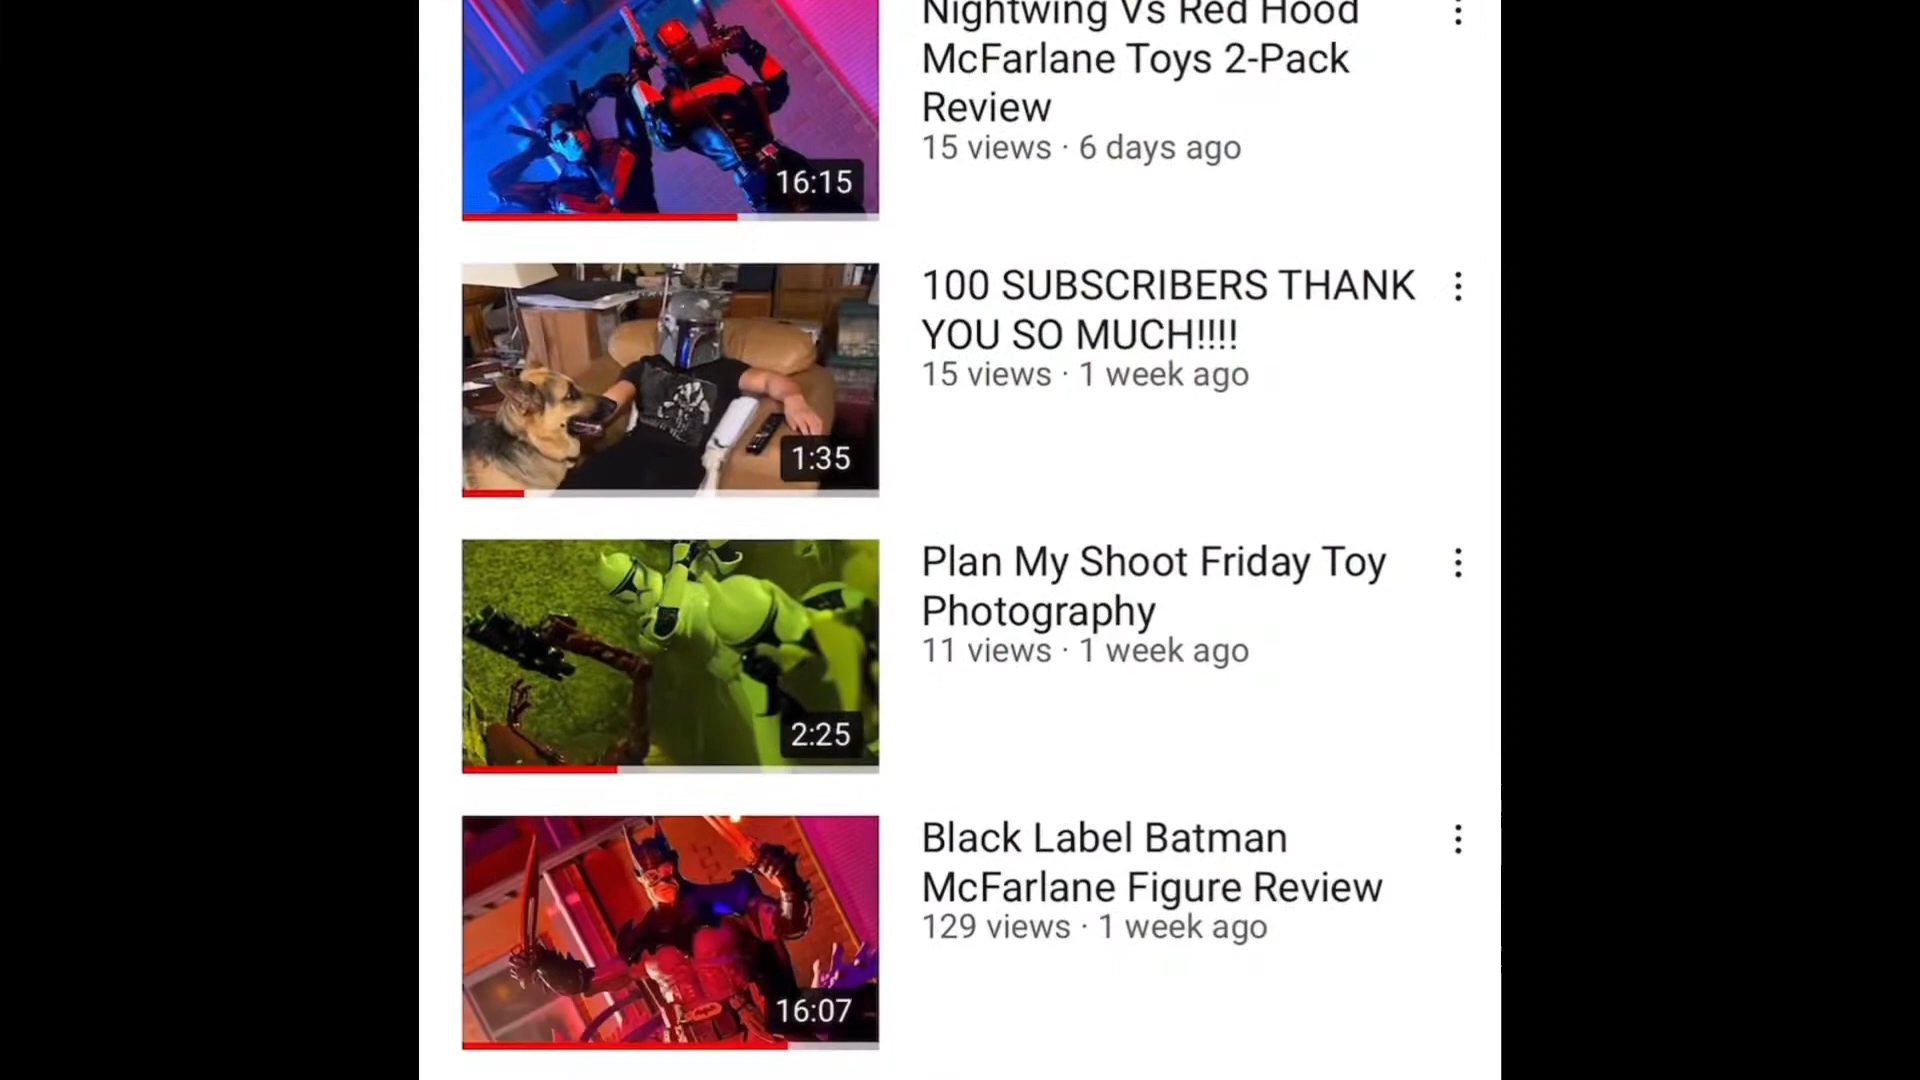 Nightwing Vs Red Hood
McFarlane Toys 2-Pack
Review
15 views · 6 days ago
16:15
100 SUBSCRIBERS THANK
YOU SO MUCH!!!!
15 views · 1 week ago
1:35
Plan My Shoot Friday Toy
Photography
11 views · 1 week ago
2:25
Black Label Batman
McFarlane Figure Review
129 views · 1 week ago
16:07